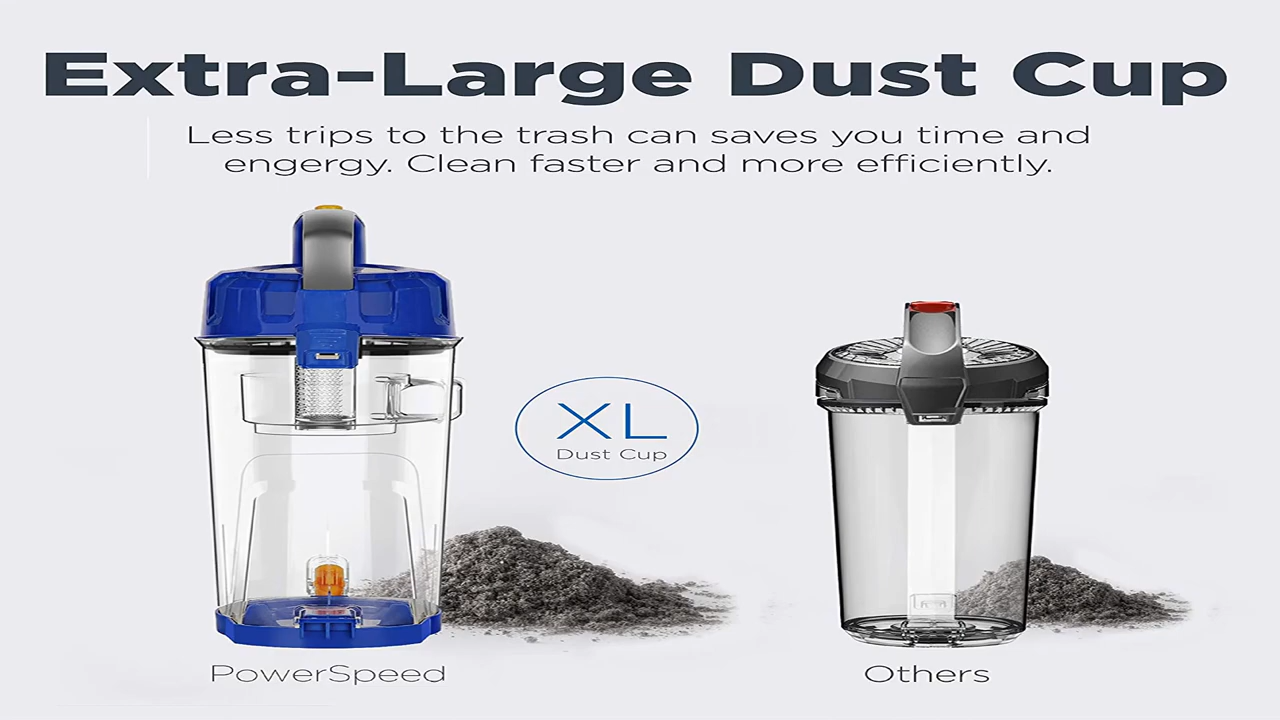 Extra-Large Dust Cup
Less trips to the trash can saves you time and
engergy. Clean faster and more efficiently.
XL
Dust Cup
PowerSpeed
Others